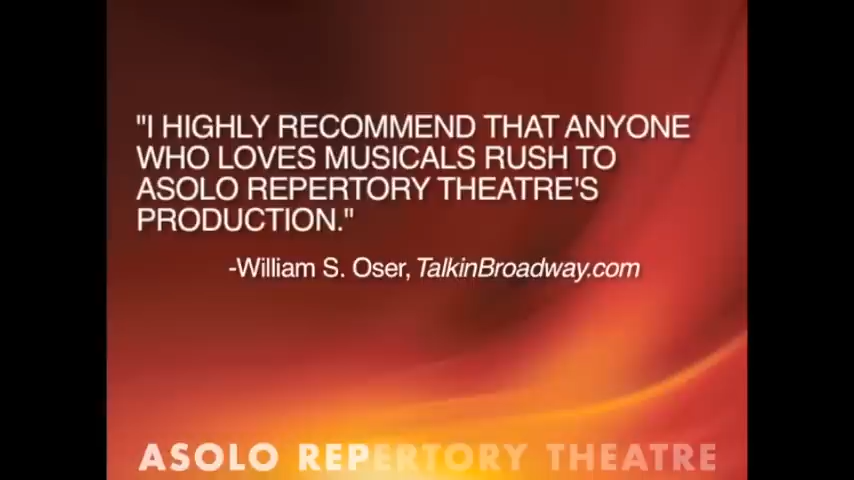 "I HIGHLY RECOMMEND THAT ANYONE
WHO LOVES MUSICALS RUSH TO
ASOLO REPERTORY THEATRE'S
PRODUCTION."
-William S. Oser, TalkinBroadway.com
ASOLO REPERTORY THEATRE